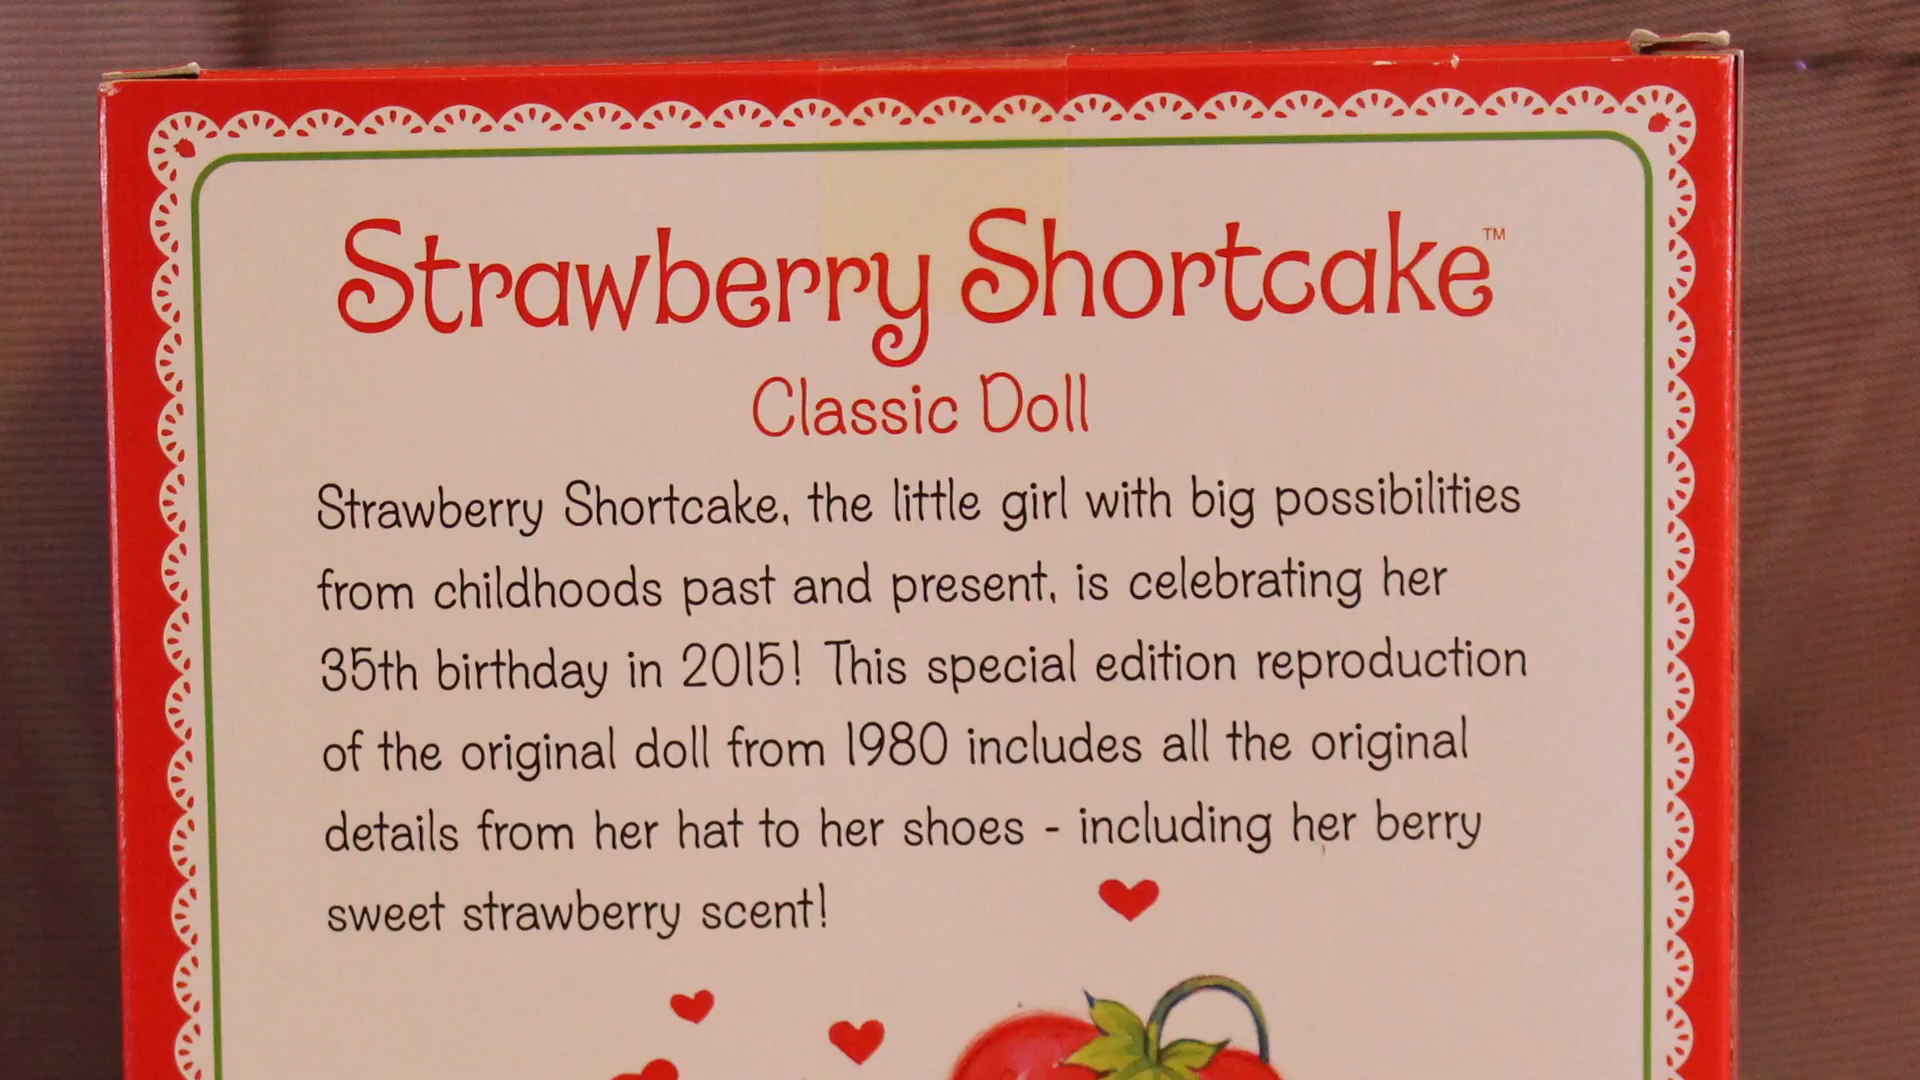 Strawberry Shortcake™
Classic Doll
Strawberry Shortcake, the little girl with big possibilities
from childhoods past and present, is celebrating her
35th birthday in 2015! This special edition reproduction
of the original doll from 1980 includes all the original
details from her hat to her shoes - including her berry
sweet strawberry scent!